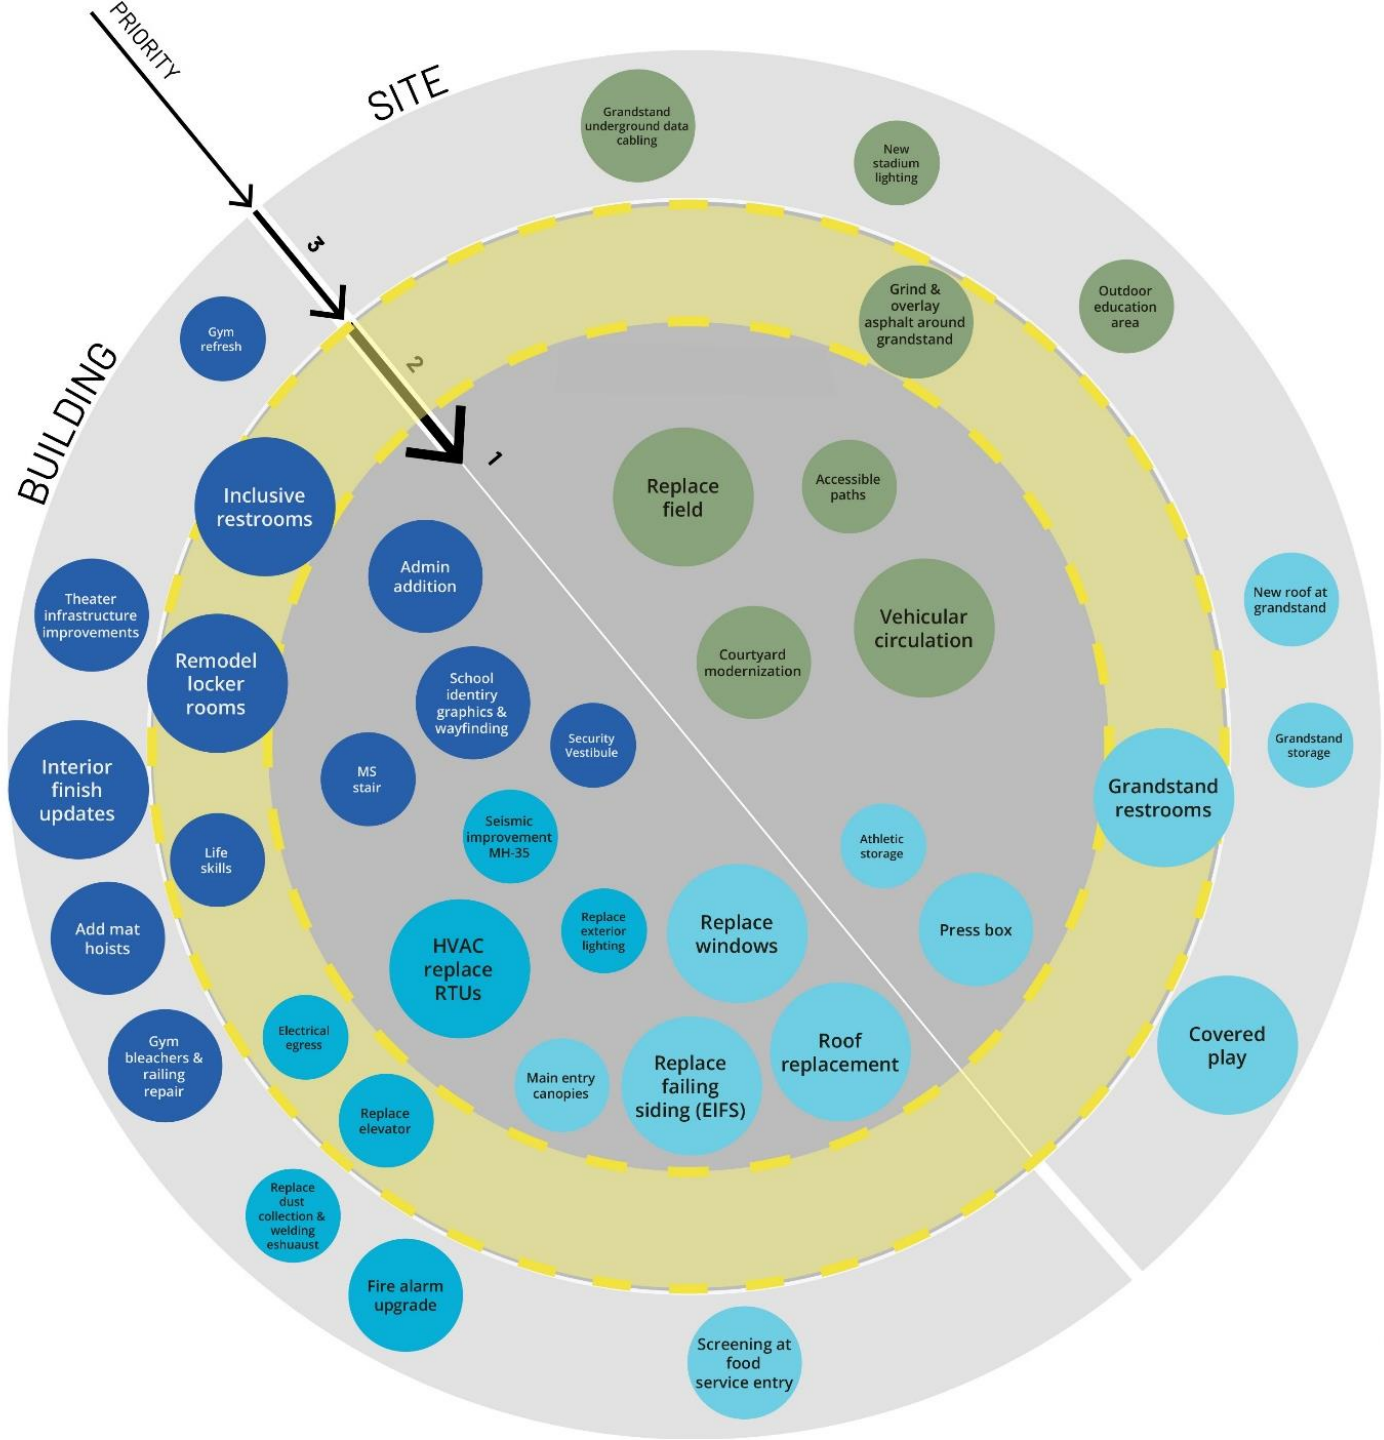 PRIORITY
SITE
BUILDING
3
2
1
Grandstand
underground data
cabling
New
stadium
lighting
Outdoor
education
area
Grind &
overlay
asphalt around
grandstand
Replace
field
Accessible
paths
Vehicular
circulation
Courtyard
modernization
New roof at
grandstand
Grandstand
storage
Grandstand
restrooms
Athletic
storage
Press box
Covered
play
Gym
refresh
Inclusive
restrooms
Admin
addition
Theater
infrastructure
improvements
Remodel
locker
rooms
School
identiry
graphics &
wayfinding
Security
Vestibule
MS
stair
Interior
finish
updates
Life
skills
Seismic
improvement
MH-35
Add mat
hoists
HVAC
replace
RTUs
Replace
exterior
lighting
Replace
windows
Gym
bleachers &
railing
repair
Electrical
egress
Replace
elevator
Main entry
canopies
Replace
failing
siding (EIFS)
Roof
replacement
Replace
dust
collection &
welding
eshuaust
Fire alarm
upgrade
Screening at
food
service entry